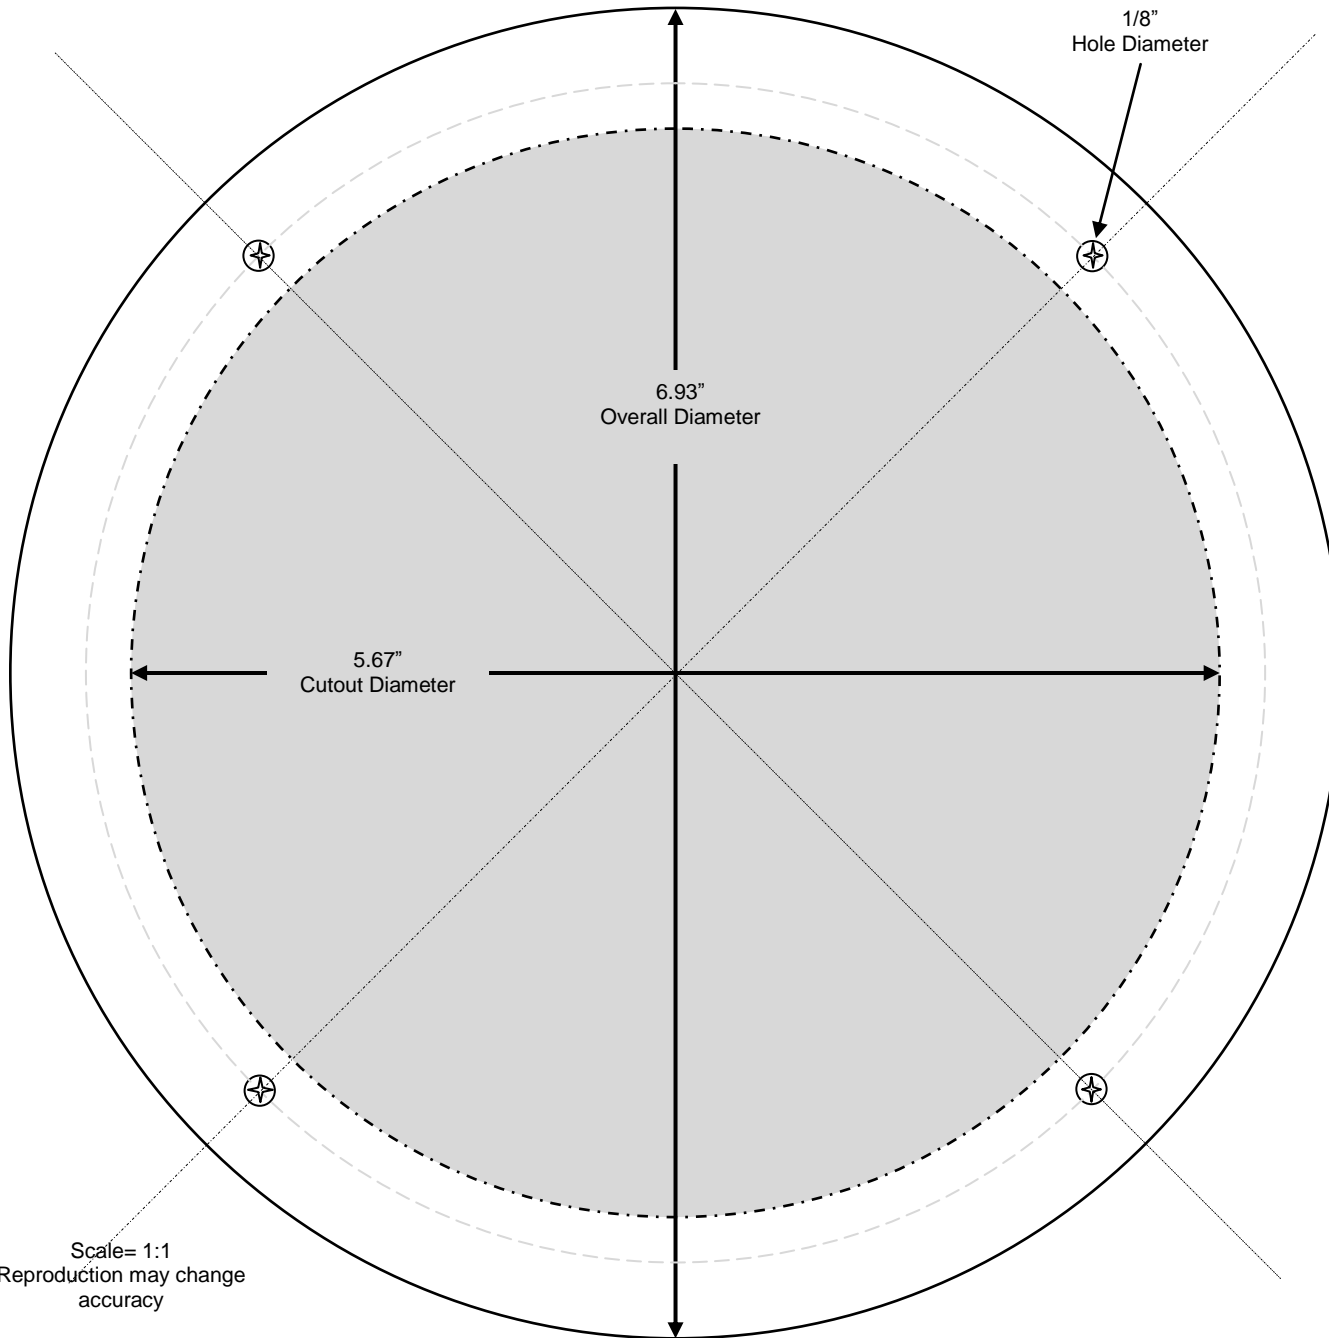 1/8”
Hole Diameter
6.93”
Overall Diameter
5.67”
Cutout Diameter
Scale= 1:1
Reproduction may change
accuracy